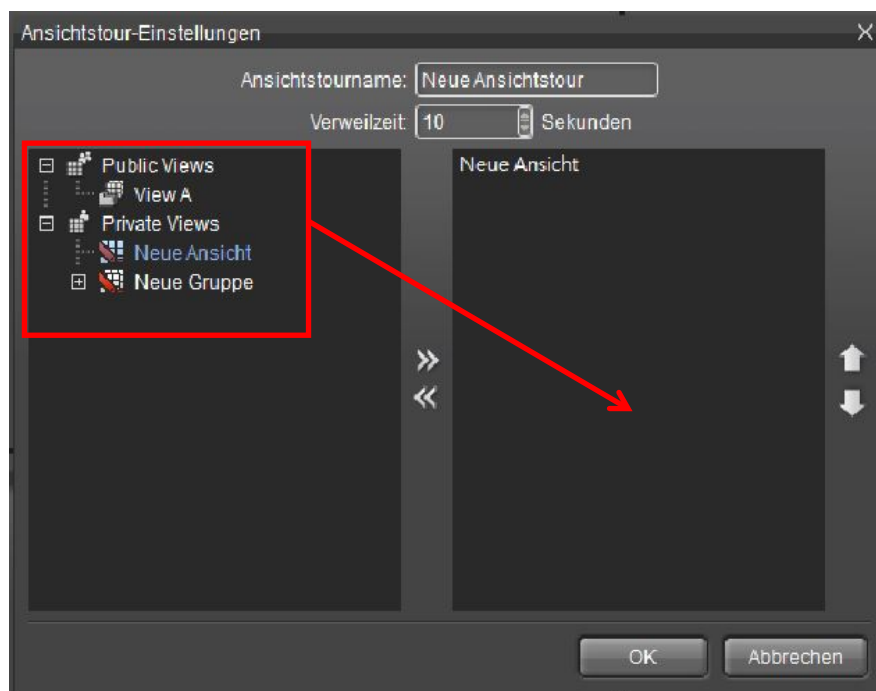 Ansichtstour-Einstellungen
Ansichtstourname: Neue Ansichtstour
Verweilzeit: 10 Sekunden
Public Views
View A
Private Views
Neue Ansicht
Neue Gruppe
Neue Ansicht
OK
Abbrechen